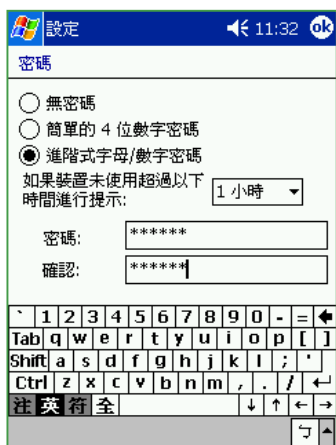 設定 11:32 ok
密碼
無密碼
簡單的 4 位數字密碼
進階式字母/數字密碼
如果裝置未使用超過以下
時間進行提示:
1 小時
密碼: ******
確認: ******
` 1 2 3 4 5 6 7 8 9 0 - =
Tab q w e r t y u i o p [ ]
Shift a s d f g h j k l ; '
Ctrl z x c v b n m , . /
注 英 符 全
ㄅ